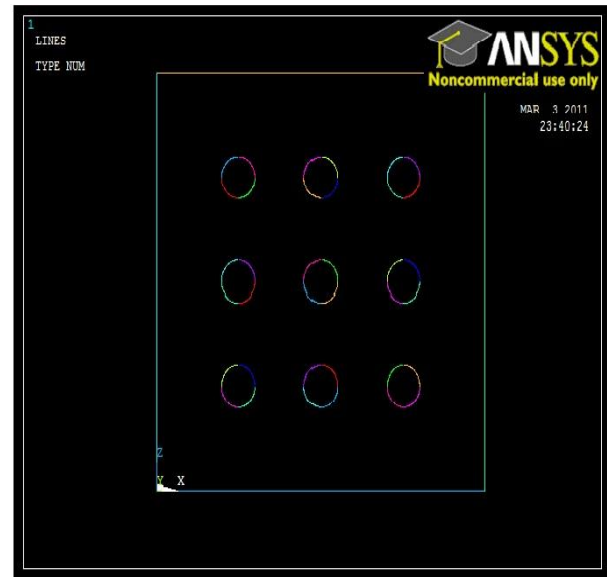 1
LINES
TYPE NUM
ANSYS
Noncommercial use only
MAR 3 2011
23:40:24
Z
Y X